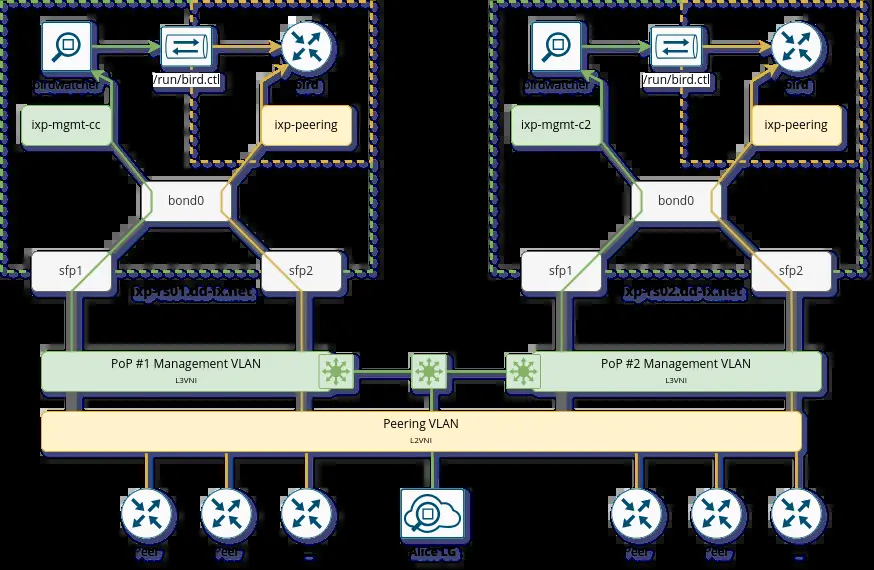 birdwatcher
/run/bird.ctl
bird
birdwatcher
/run/bird.ctl
bird
ixp-mgmt-cc
ixp-peering
ixp-mgmt-c2
ixp-peering
bond0
bond0
sfp1
sfp2
sfp1
sfp2
ixp-rs01.dd-ix.net
ixp-rs02.dd-ix.net
PoP #1 Management VLAN
L3VNI
PoP #2 Management VLAN
L3VNI
Peering VLAN
L2VNI
Peer
Peer
...
Alice LG
Peer
Peer
...